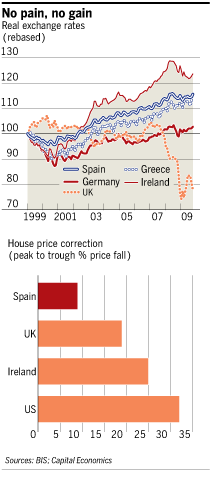 No pain, no gain
Real exchange rates
(rebased)
130
120
110
100
90
80
70
Spain
Greece
Germany
Ireland
UK
1999 2001 03 05 07 09
House price correction
(peak to trough % price fall)
Spain
UK
Ireland
US
0 5 10 15 20 25 30 35
Sources: BIS; Capital Economics